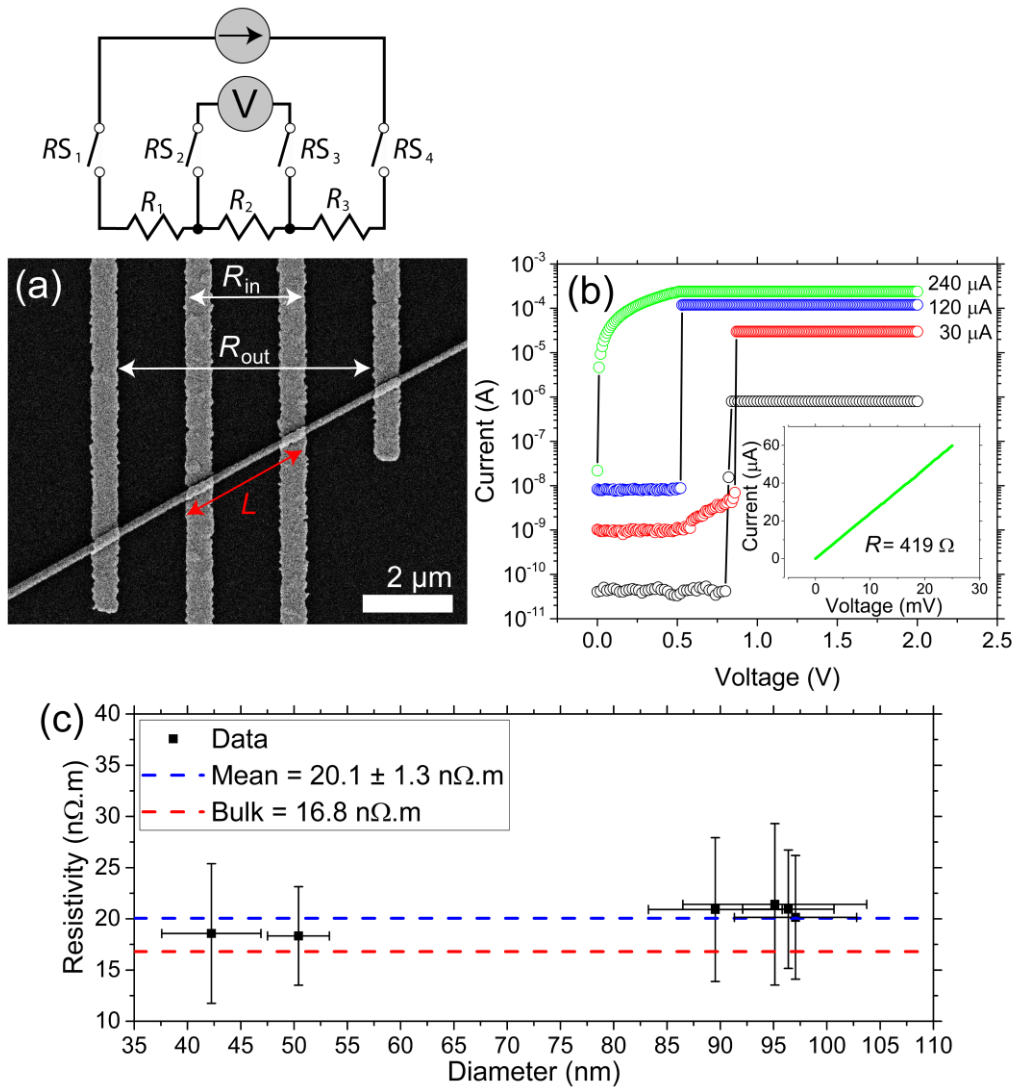 V
RS1 RS2 RS3 RS4
R1 R2 R3
(a)
Rin
Rout
L
2 μm
(b)
Current (A)
10-3
10-4
10-5
10-6
10-7
10-8
10-9
10-10
10-11
240 μA
120 μA
30 μA
Current (μA)
60
40
20
0
R= 419 Ω
0 10 20 30
Voltage (mV)
0.0 0.5 1.0 1.5 2.0 2.5
Voltage (V)
(c)
Resistivity (nΩ.m)
40
35
30
25
20
15
10
Data
Mean = 20.1 ± 1.3 nΩ.m
Bulk = 16.8 nΩ.m
35 40 45 50 55 60 65 70 75 80 85 90 95 100 105 110
Diameter (nm)